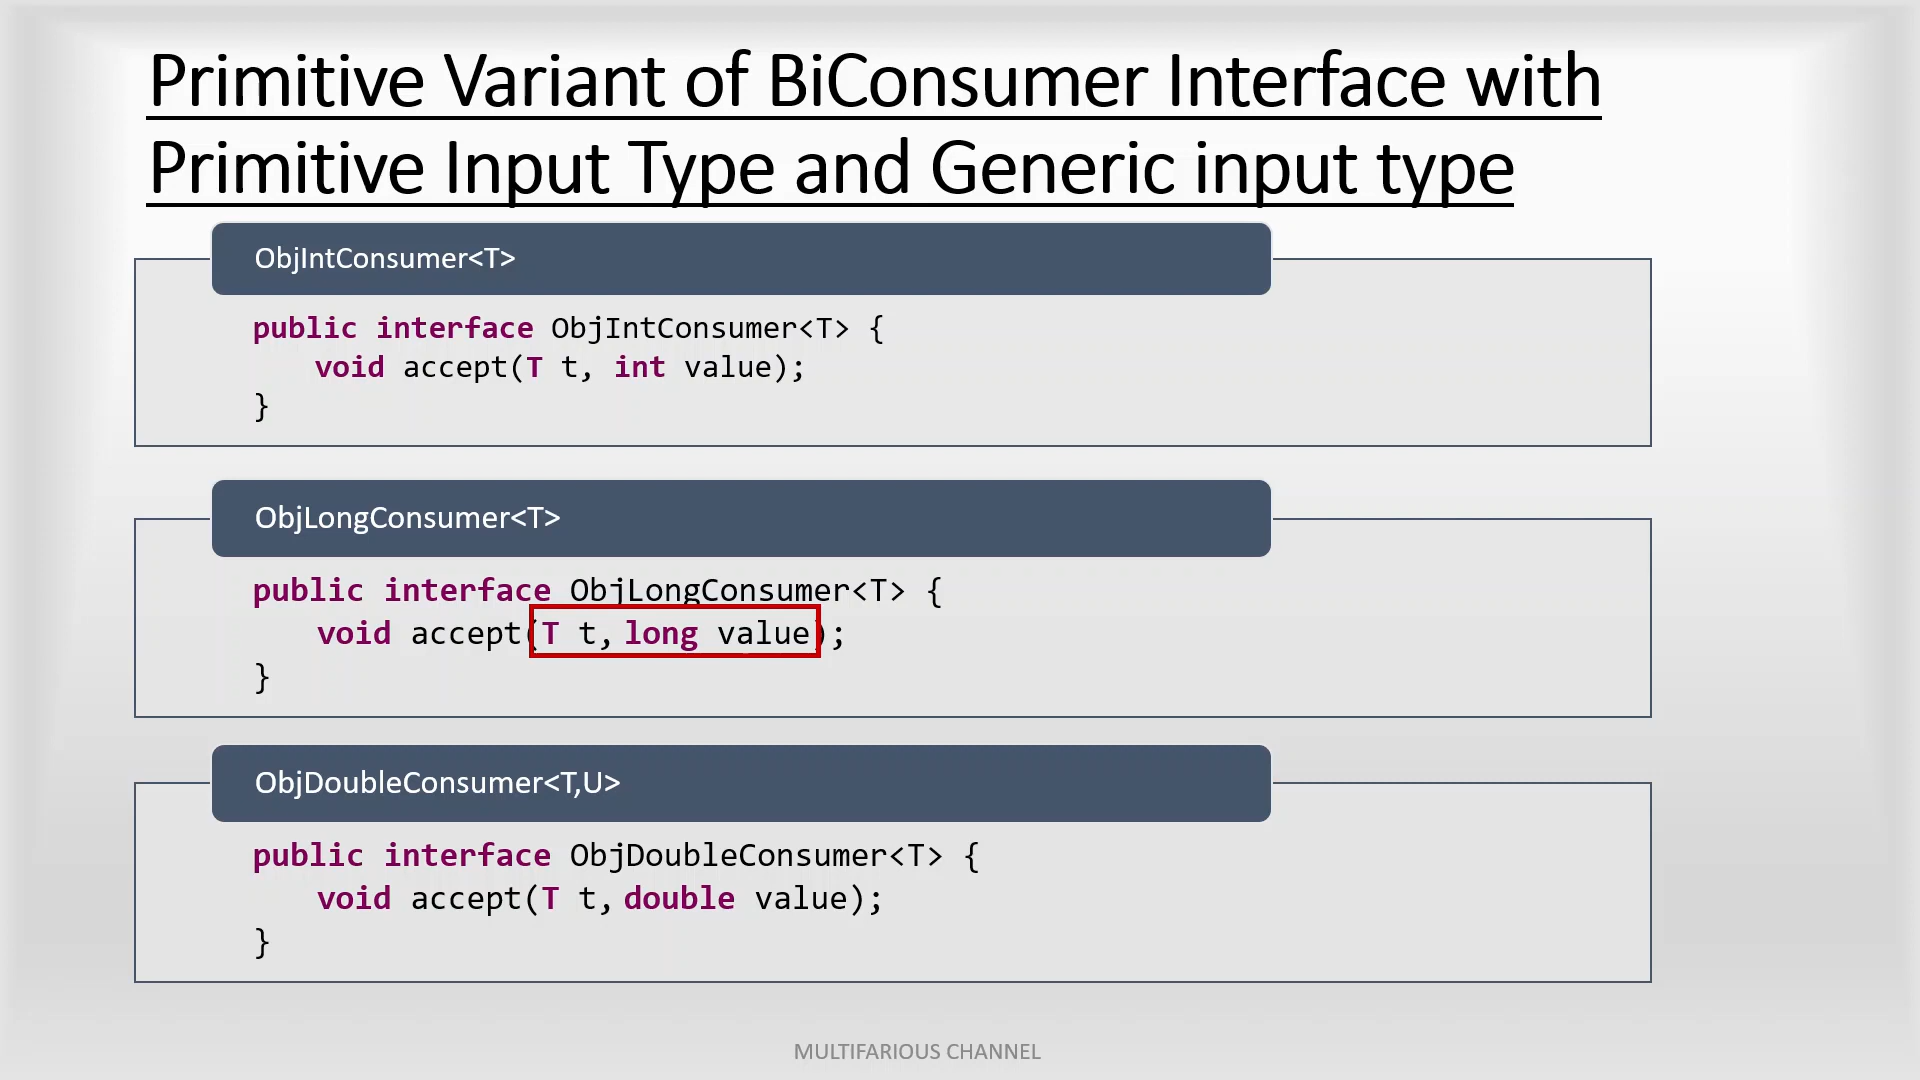 Primitive Variant of BiConsumer Interface with
Primitive Input Type and Generic input type
ObjIntConsumer<T>
public interface ObjIntConsumer<T> {
void accept(T t, int value);
}
ObjLongConsumer<T>
public interface ObjLongConsumer<T> {
void accept(T t, long value);
}
ObjDoubleConsumer<T,U>
public interface ObjDoubleConsumer<T> {
void accept(T t, double value);
}
MULTIFARIOUS CHANNEL